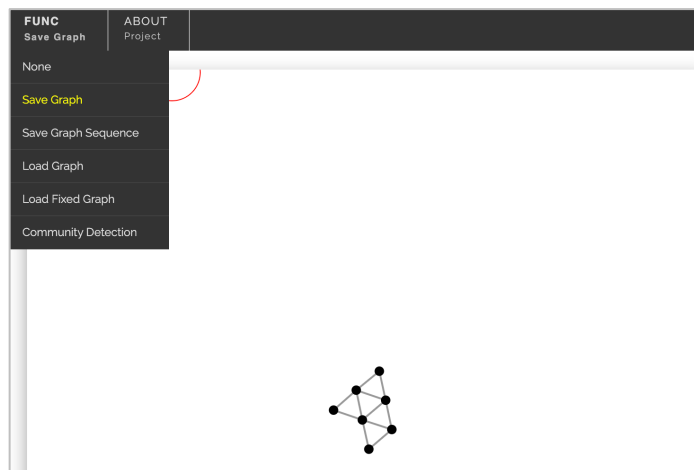 FUNC
Save Graph
ABOUT
Project
None
Save Graph
Save Graph Sequence
Load Graph
Load Fixed Graph
Community Detection